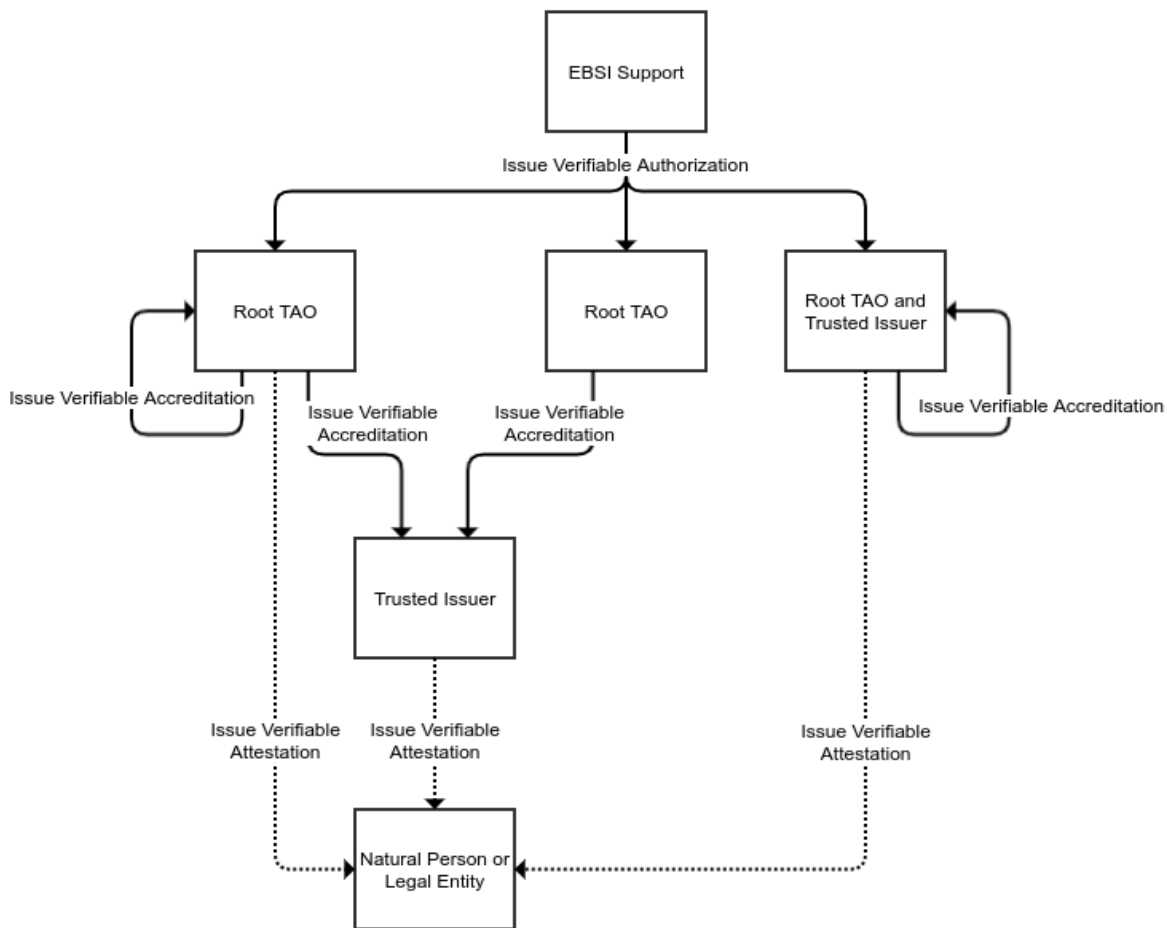 EBSI Support
Issue Verifiable Authorization
Root TAO
Root TAO
Root TAO and
Trusted Issuer
Issue Verifiable Accreditation
Issue Verifiable
Accreditation
Issue Verifiable
Accreditation
Issue Verifiable Accreditation
Trusted Issuer
Issue Verifiable
Attestation
Issue Verifiable
Attestation
Issue Verifiable
Attestation
Natural Person or
Legal Entity